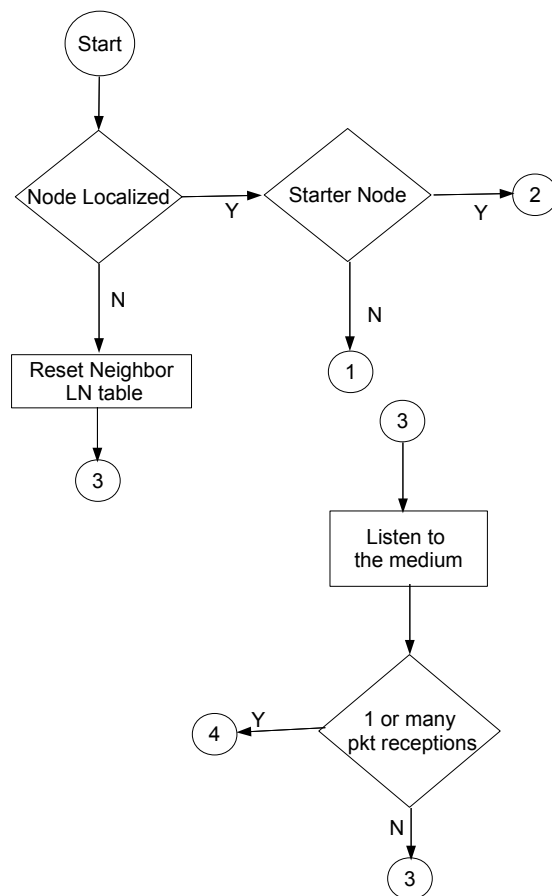 Start
Node Localized
Y
Starter Node
Y
2
N
N
1
Reset Neighbor
LN table
3
3
Listen to
the medium
1 or many
pkt receptions
Y
4
N
3